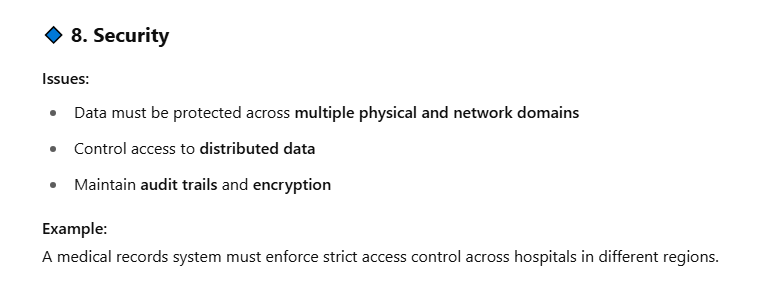 8. Security
Issues:
Data must be protected across multiple physical and network domains
Control access to distributed data
Maintain audit trails and encryption
Example:
A medical records system must enforce strict access control across hospitals in different regions.